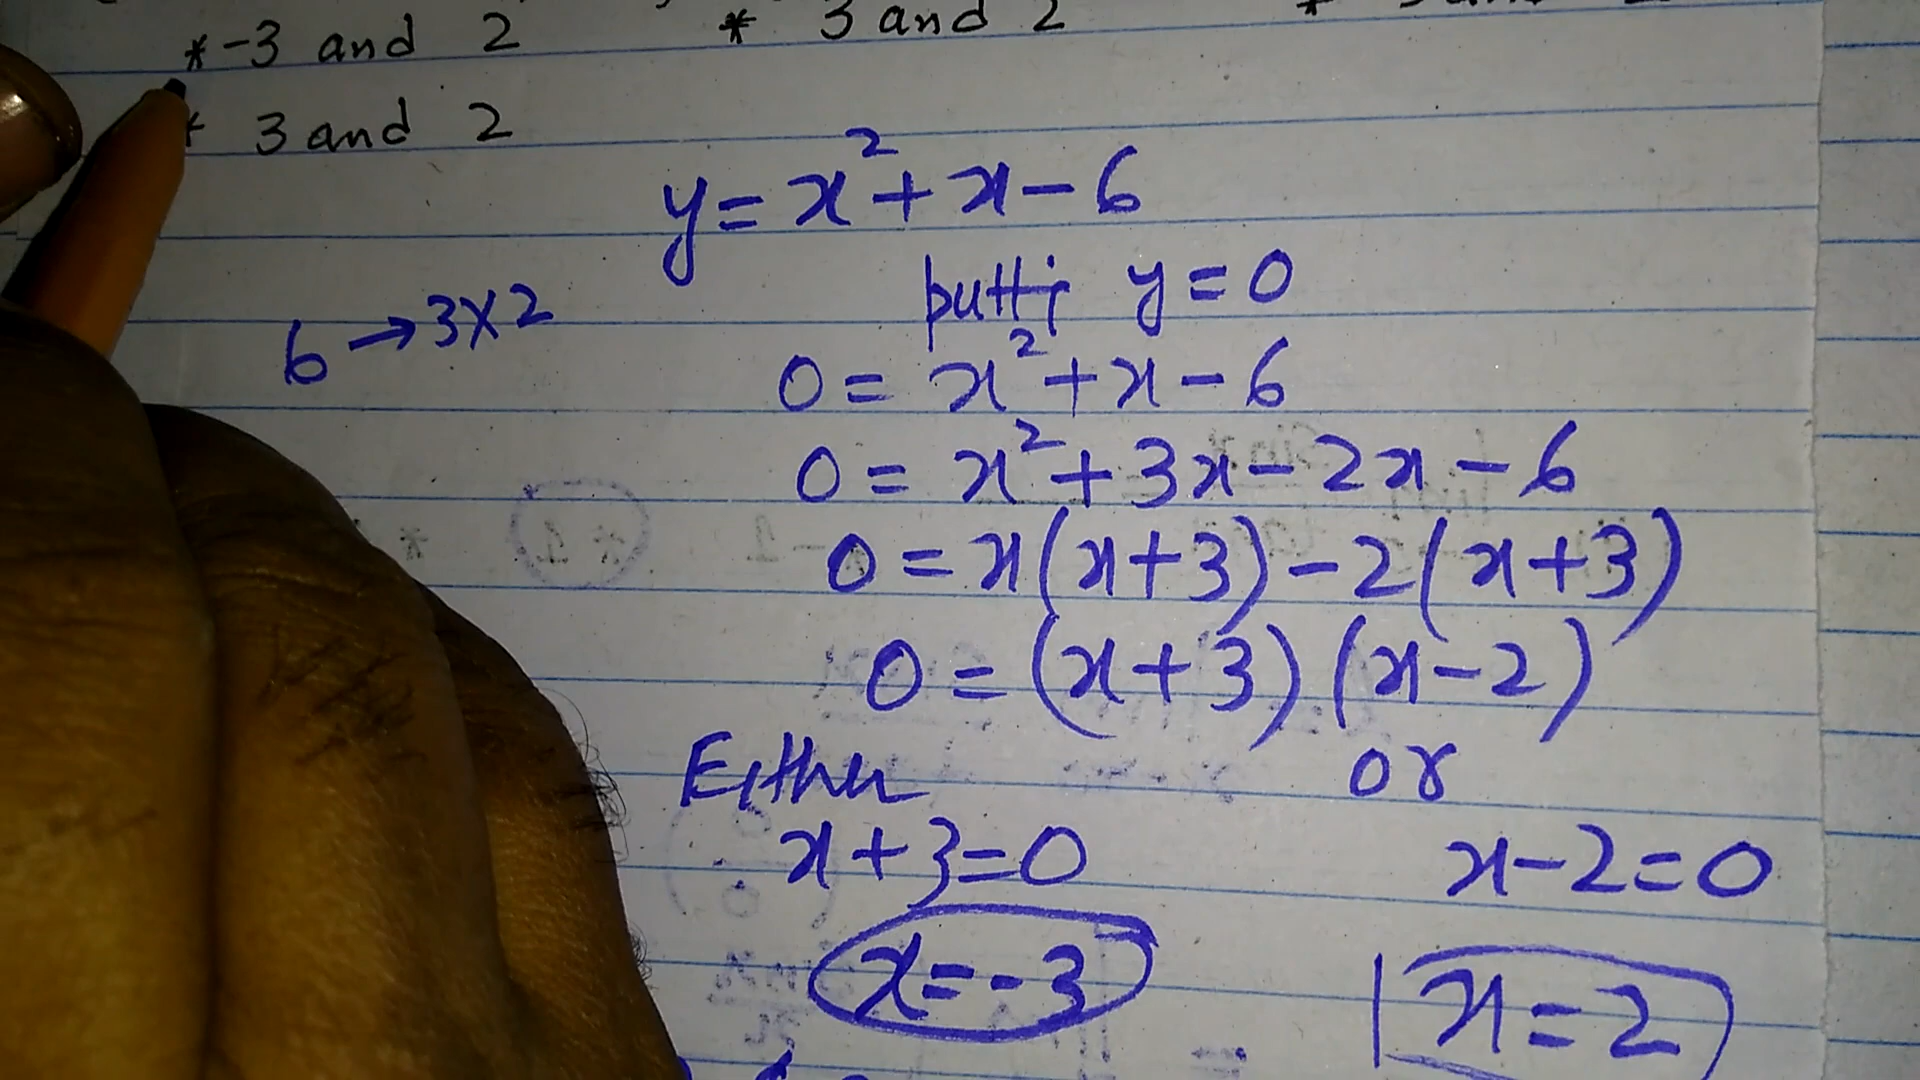 * -3 and 2 * 3 and 2 *
* 3 and 2
y = x² + x - 6
6 → 3x2
y = 0
0 = x² + x - 6
0 = x² + 3x - 2x - 6
0 = x(x+3) - 2(x+3)
0 = (x+3)(x-2)
Either or
x+3=0 x-2=0
x=-3 x=2